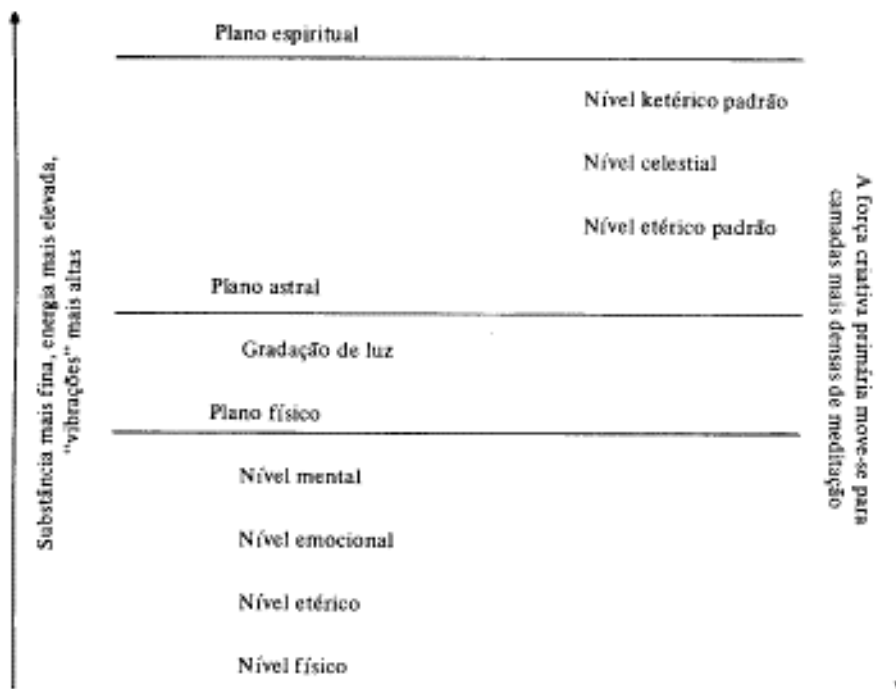 Plano espiritual
Nível ketérico padrão
Nível celestial
Nível etérico padrão
Plano astral
Gradação de luz
Plano físico
Nível mental
Nível emocional
Nível etérico
Nível físico
Substância mais fina, energia mais elevada,
"vibrações" mais altas
A força criativa primária move-se para
camadas mais densas de meditação